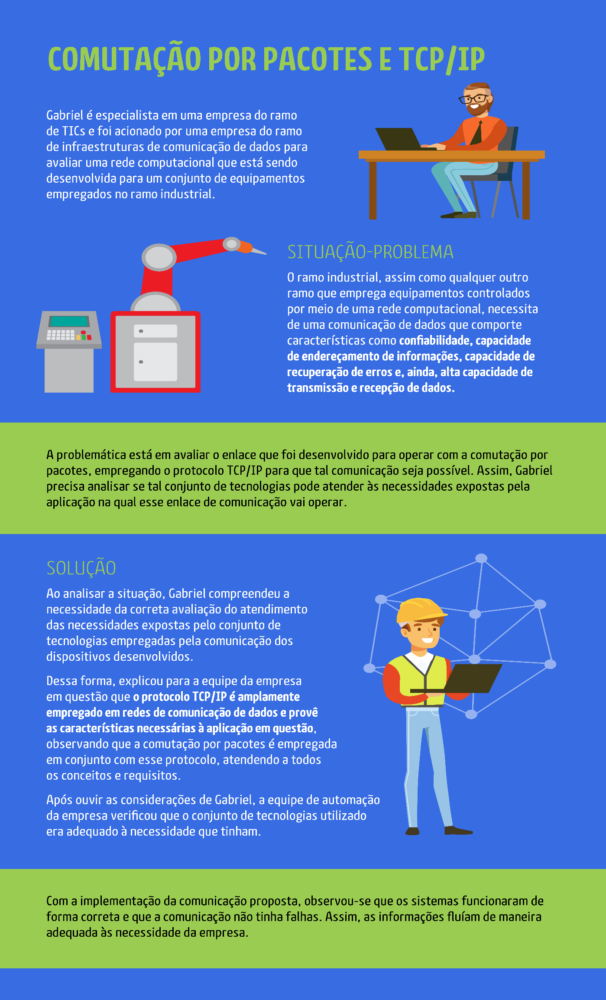 COMUTAÇÃO POR PACOTES E TCP/IP
Gabriel é especialista em uma empresa do ramo
de TICs e foi acionado por uma empresa do ramo
de infraestruturas de comunicação de dados para
avaliar uma rede computacional que está sendo
desenvolvida para um conjunto de equipamentos
empregados no ramo industrial.
SITUAÇÃO-PROBLEMA
O ramo industrial, assim como qualquer outro
ramo que emprega equipamentos controlados
por meio de uma rede computacional, necessita
de uma comunicação de dados que comporte
características como confiabilidade, capacidade
de endereçamento de informações, capacidade de
recuperação de erros e, ainda, alta capacidade de
transmissão e recepção de dados.
A problemática está em avaliar o enlace que foi desenvolvido para operar com a comutação por
pacotes, empregando o protocolo TCP/IP para que tal comunicação seja possível. Assim, Gabriel
precisa analisar se tal conjunto de tecnologias pode atender às necessidades expostas pela
aplicação na qual esse enlace de comunicação vai operar.
SOLUÇÃO
Ao analisar a situação, Gabriel compreendeu a
necessidade da correta avaliação do atendimento
das necessidades expostas pelo conjunto de
tecnologias empregadas pela comunicação dos
dispositivos desenvolvidos.
Dessa forma, explicou para a equipe da empresa
em questão que o protocolo TCP/IP é amplamente
empregado em redes de comunicação de dados e provê
as características necessárias à aplicação em questão,
observando que a comutação por pacotes é empregada
em conjunto com esse protocolo, atendendo a todos
os conceitos e requisitos.
Após ouvir as considerações de Gabriel, a equipe de automação
da empresa verificou que o conjunto de tecnologias utilizado
era adequado à necessidade que tinham.
Com a implementação da comunicação proposta, observou-se que os sistemas funcionaram de
forma correta e que a comunicação não tinha falhas. Assim, as informações fluíam de maneira
adequada às necessidade da empresa.